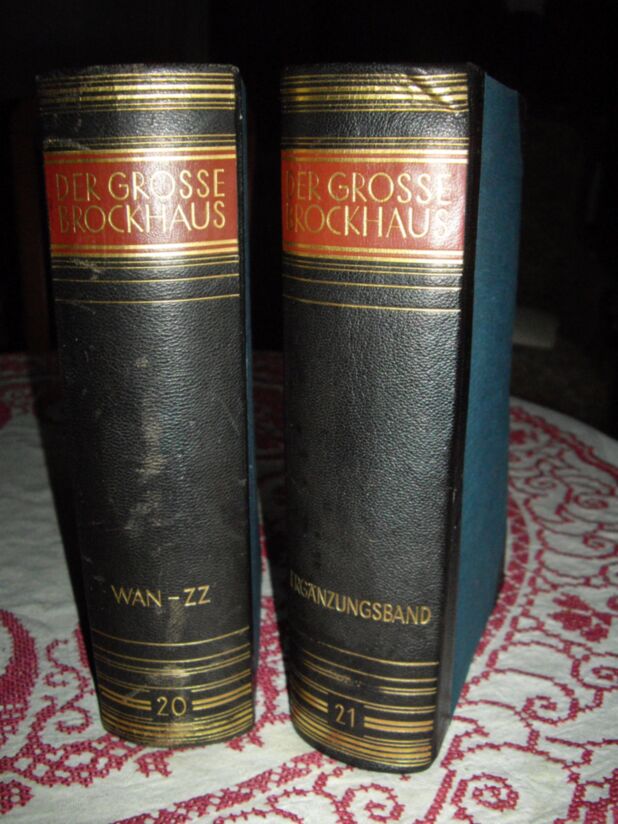 DER GROSSE
BROCKHAUS
WAN-ZZ
20
DER GROSSE
BROCKHAUS
ERGÄNZUNGSBAND
21